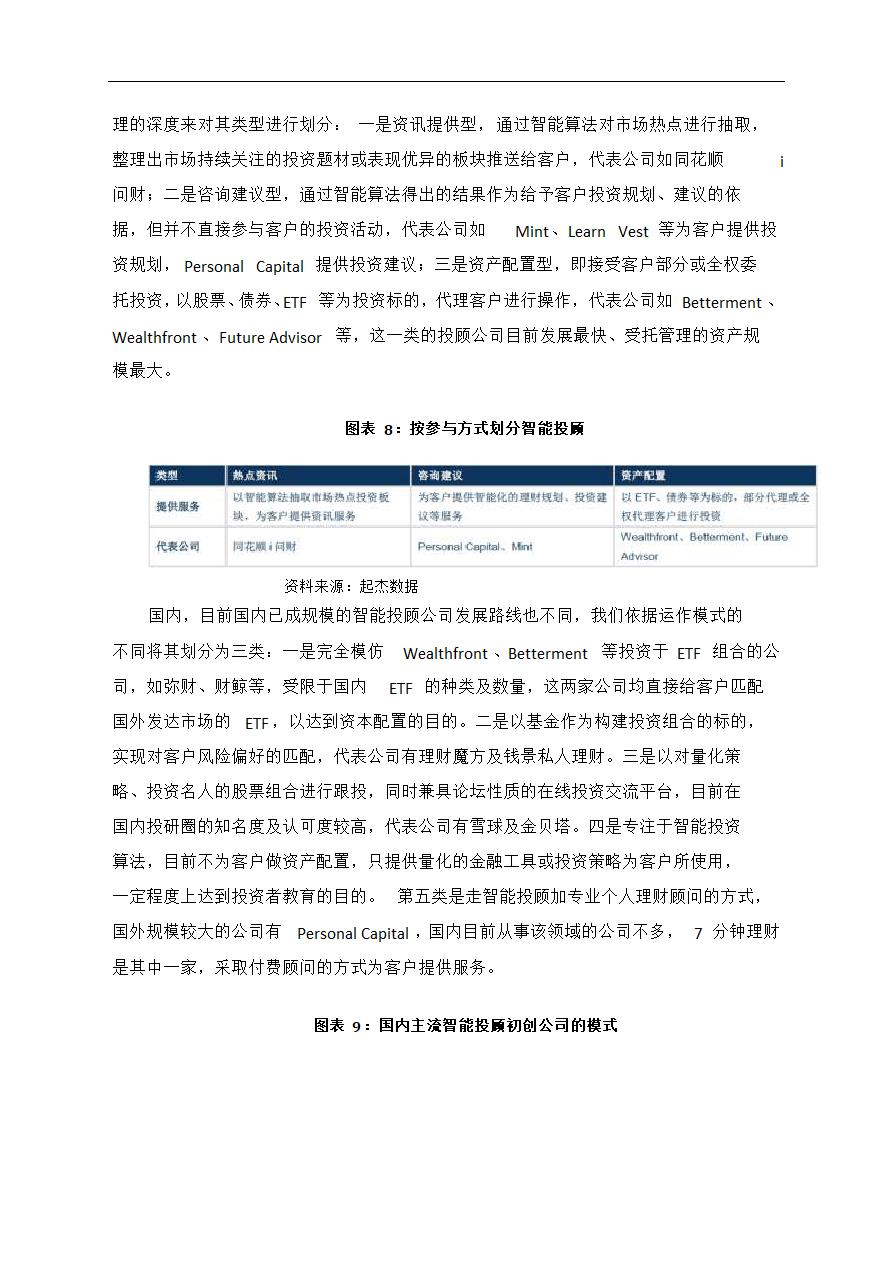 理的深度来对其类型进行划分： 一是资讯提供型，通过智能算法对市场热点进行抽取，
整理出市场持续关注的投资题材或表现优异的板块推送给客户，代表公司如同花顺 i
问财；二是咨询建议型，通过智能算法得出的结果作为给予客户投资规划、建议的依
据，但并不直接参与客户的投资活动，代表公司如 Mint、Learn Vest 等为客户提供投
资规划， Personal Capital 提供投资建议；三是资产配置型，即接受客户部分或全权委
托投资，以股票、债券、ETF 等为投资标的，代理客户进行操作，代表公司如 Betterment 、
Wealthfront 、Future Advisor 等，这一类的投顾公司目前发展最快、受托管理的资产规
模最大。
图表 8：按参与方式划分智能投顾
类型 热点资讯 咨询建议 资产配置
提供服务 以智能算法抽取市场热点投资板块，为客户提供资讯服务 为客户提供智能化的理财规划、投资建议等服务 以 ETF、债券等为标的，部分代理或全权代理客户进行投资
代表公司 同花顺 i 问财 Personal Capital、Mint Wealthfront、Betterment、Future Advisor
资料来源：起杰数据
国内，目前国内已成规模的智能投顾公司发展路线也不同，我们依据运作模式的
不同将其划分为三类：一是完全模仿 Wealthfront 、Betterment 等投资于 ETF 组合的公
司，如弥财、财鲸等，受限于国内 ETF 的种类及数量，这两家公司均直接给客户匹配
国外发达市场的 ETF，以达到资本配置的目的。二是以基金作为构建投资组合的标的，
实现对客户风险偏好的匹配，代表公司有理财魔方及钱景私人理财。三是以对量化策
略、投资名人的股票组合进行跟投，同时兼具论坛性质的在线投资交流平台，目前在
国内投研圈的知名度及认可度较高，代表公司有雪球及金贝塔。四是专注于智能投资
算法，目前不为客户做资产配置，只提供量化的金融工具或投资策略为客户所使用，
一定程度上达到投资者教育的目的。 第五类是走智能投顾加专业个人理财顾问的方式，
国外规模较大的公司有 Personal Capital ，国内目前从事该领域的公司不多， 7 分钟理财
是其中一家，采取付费顾问的方式为客户提供服务。
图表 9：国内主流智能投顾初创公司的模式